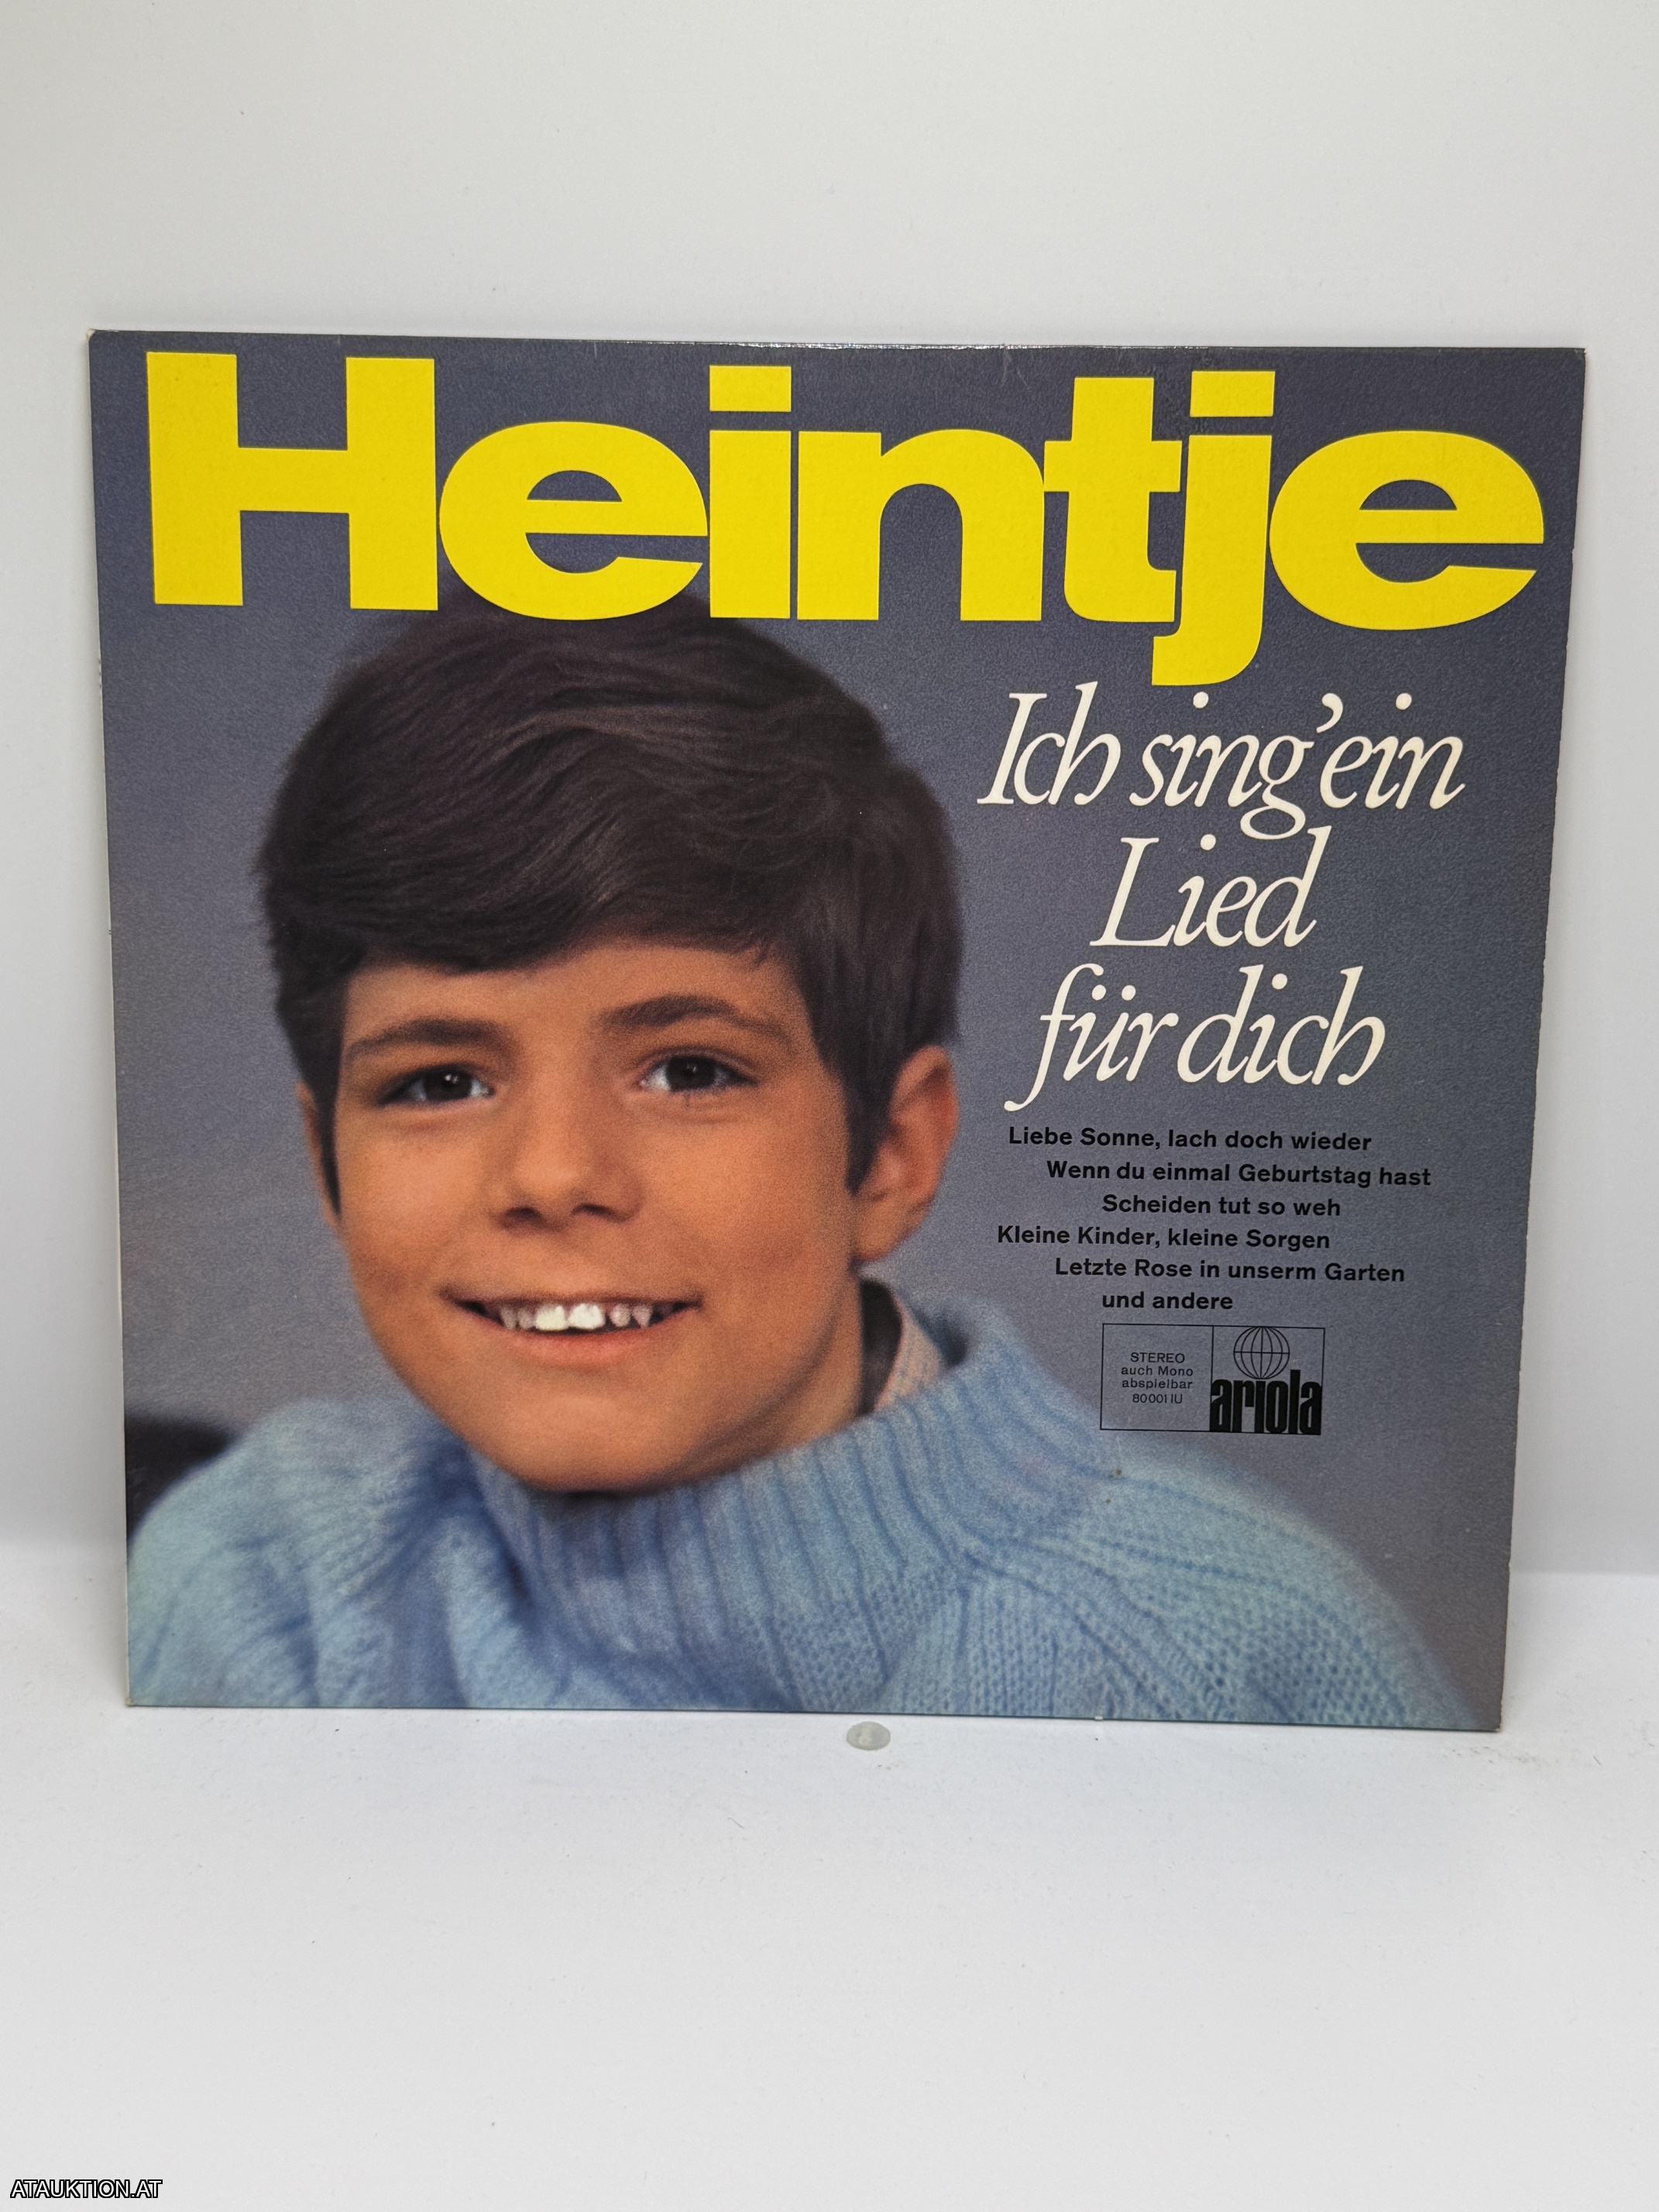 Heintje
Ich sing' ein
Lied
für dich
Liebe Sonne, lach doch wieder
Wenn du einmal Geburtstag hast
Scheiden tut so weh
Kleine Kinder, kleine Sorgen
Letzte Rose in unserm Garten
und andere
STEREO
auch Mono
abspielbar
80001 IU
ariola
ATAUKTION.AT